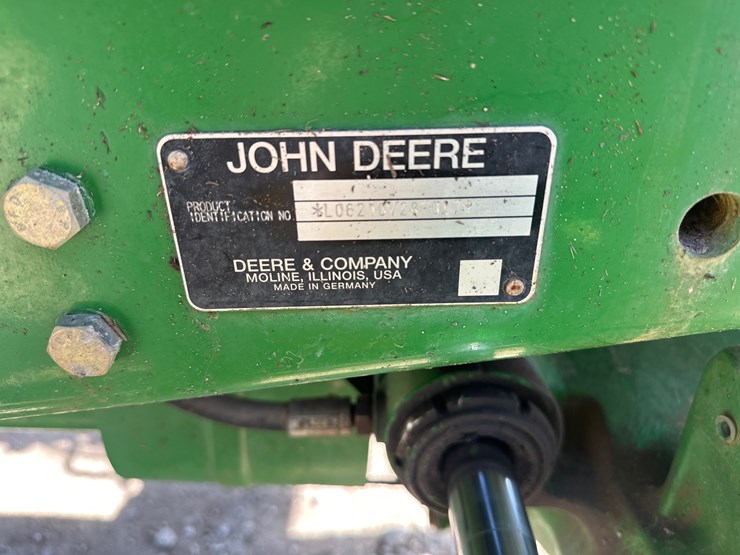 JOHN DEERE
PRODUCT
IDENTIFICATION NO
DEERE & COMPANY
MOLINE, ILLINOIS, USA
MADE IN GERMANY